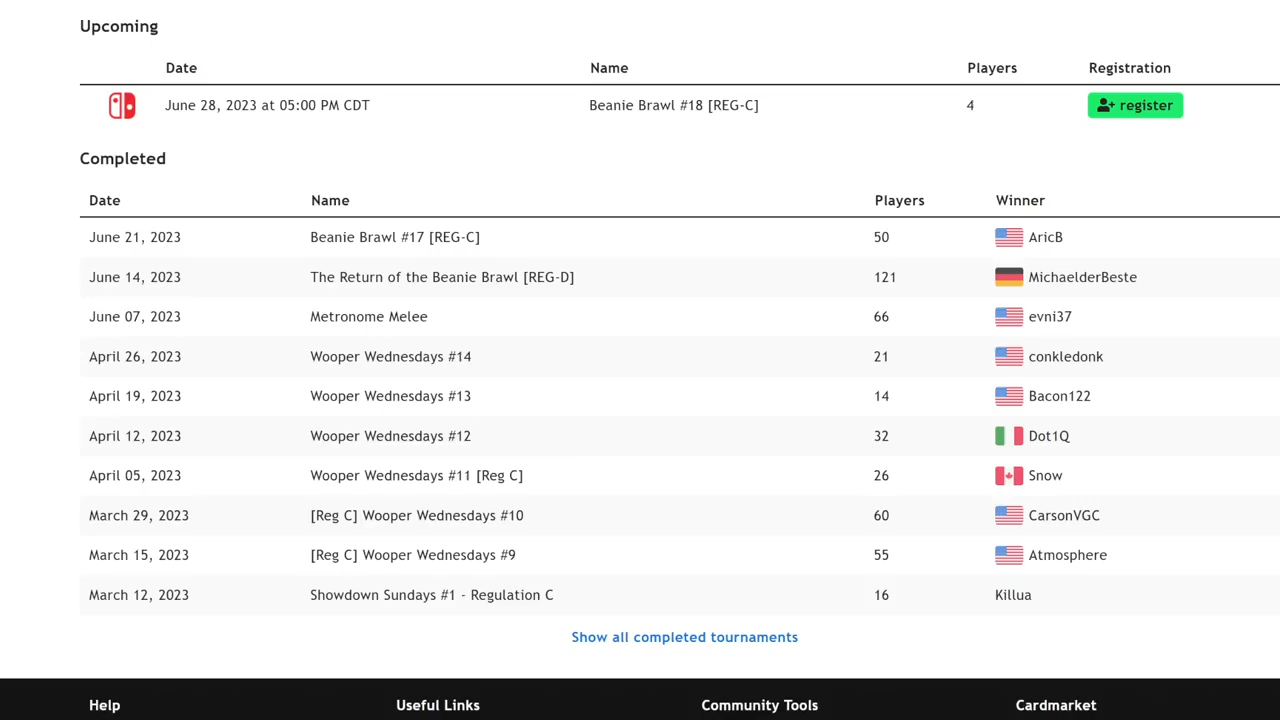 Upcoming
Date Name Players Registration
June 28, 2023 at 05:00 PM CDT Beanie Brawl #18 [REG-C] 4 register
Completed
Date Name Players Winner
June 21, 2023 Beanie Brawl #17 [REG-C] 50 AricB
June 14, 2023 The Return of the Beanie Brawl [REG-D] 121 MichaelderBeste
June 07, 2023 Metronome Melee 66 evni37
April 26, 2023 Wooper Wednesdays #14 21 conkledonk
April 19, 2023 Wooper Wednesdays #13 14 Bacon122
April 12, 2023 Wooper Wednesdays #12 32 Dot1Q
April 05, 2023 Wooper Wednesdays #11 [Reg C] 26 Snow
March 29, 2023 [Reg C] Wooper Wednesdays #10 60 CarsonVGC
March 15, 2023 [Reg C] Wooper Wednesdays #9 55 Atmosphere
March 12, 2023 Showdown Sundays #1 - Regulation C 16 Killua
Show all completed tournaments
Help Useful Links Community Tools Cardmarket